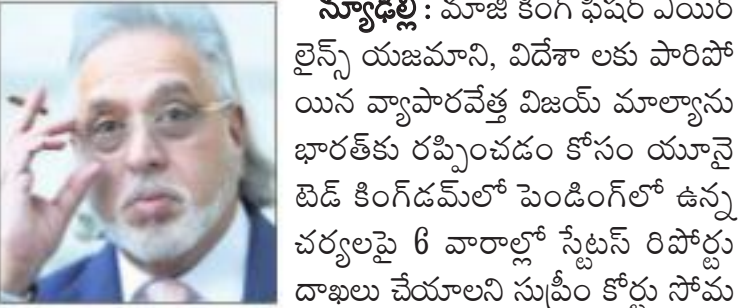 న్యూఢిల్లీ : మాజీ కింగ్ ఫిషర్ ఎయిర్
లైన్స్ యజమాని, విదేశా లకు పారిపో
యిన వ్యాపారవేత్త విజయ్ మాల్యాను
భారత్‌కు రప్పించడం కోసం యూనై
టెడ్ కింగ్‌డమ్‌లో పెండింగ్‌లో ఉన్న
చర్యలపై 6 వారాల్లో స్టేటస్ రిపోర్టు
దాఖలు చేయాలని సుప్రీం కోర్టు సోమ